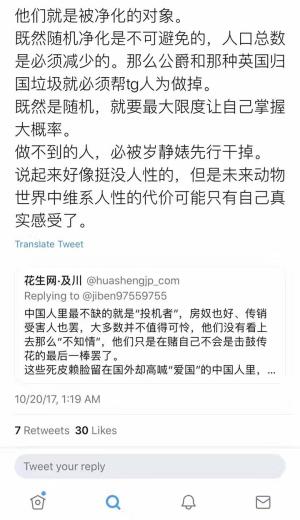 他们就是被净化的对象。
既然随机净化是不可避免的，人口总数
是必须减少的。那么公爵和那种英国归
国垃圾就必须帮tg人为做掉。
既然是随机，就要最大限度让自己掌握
大概率。
做不到的人，必被岁静婊先行干掉。
说起来好像挺没人性的，但是未来动物
世界中维系人性的代价可能只有自己真
实感受了。
Translate Tweet
花生网·及川 @huashengjp_com
Replying to @jiben97559755
中国人里最不缺的就是“投机者”，房奴也好、传销
受害人也罢，大多数并不值得可怜，他们没有看上
去那么“不知情”，他们只是在赌自己不会是击鼓传
花的最后一棒罢了。
这些死皮赖脸留在国外却高喊“爱国”的中国人里，...
10/20/17, 1:19 AM
7 Retweets 30 Likes
Tweet your reply